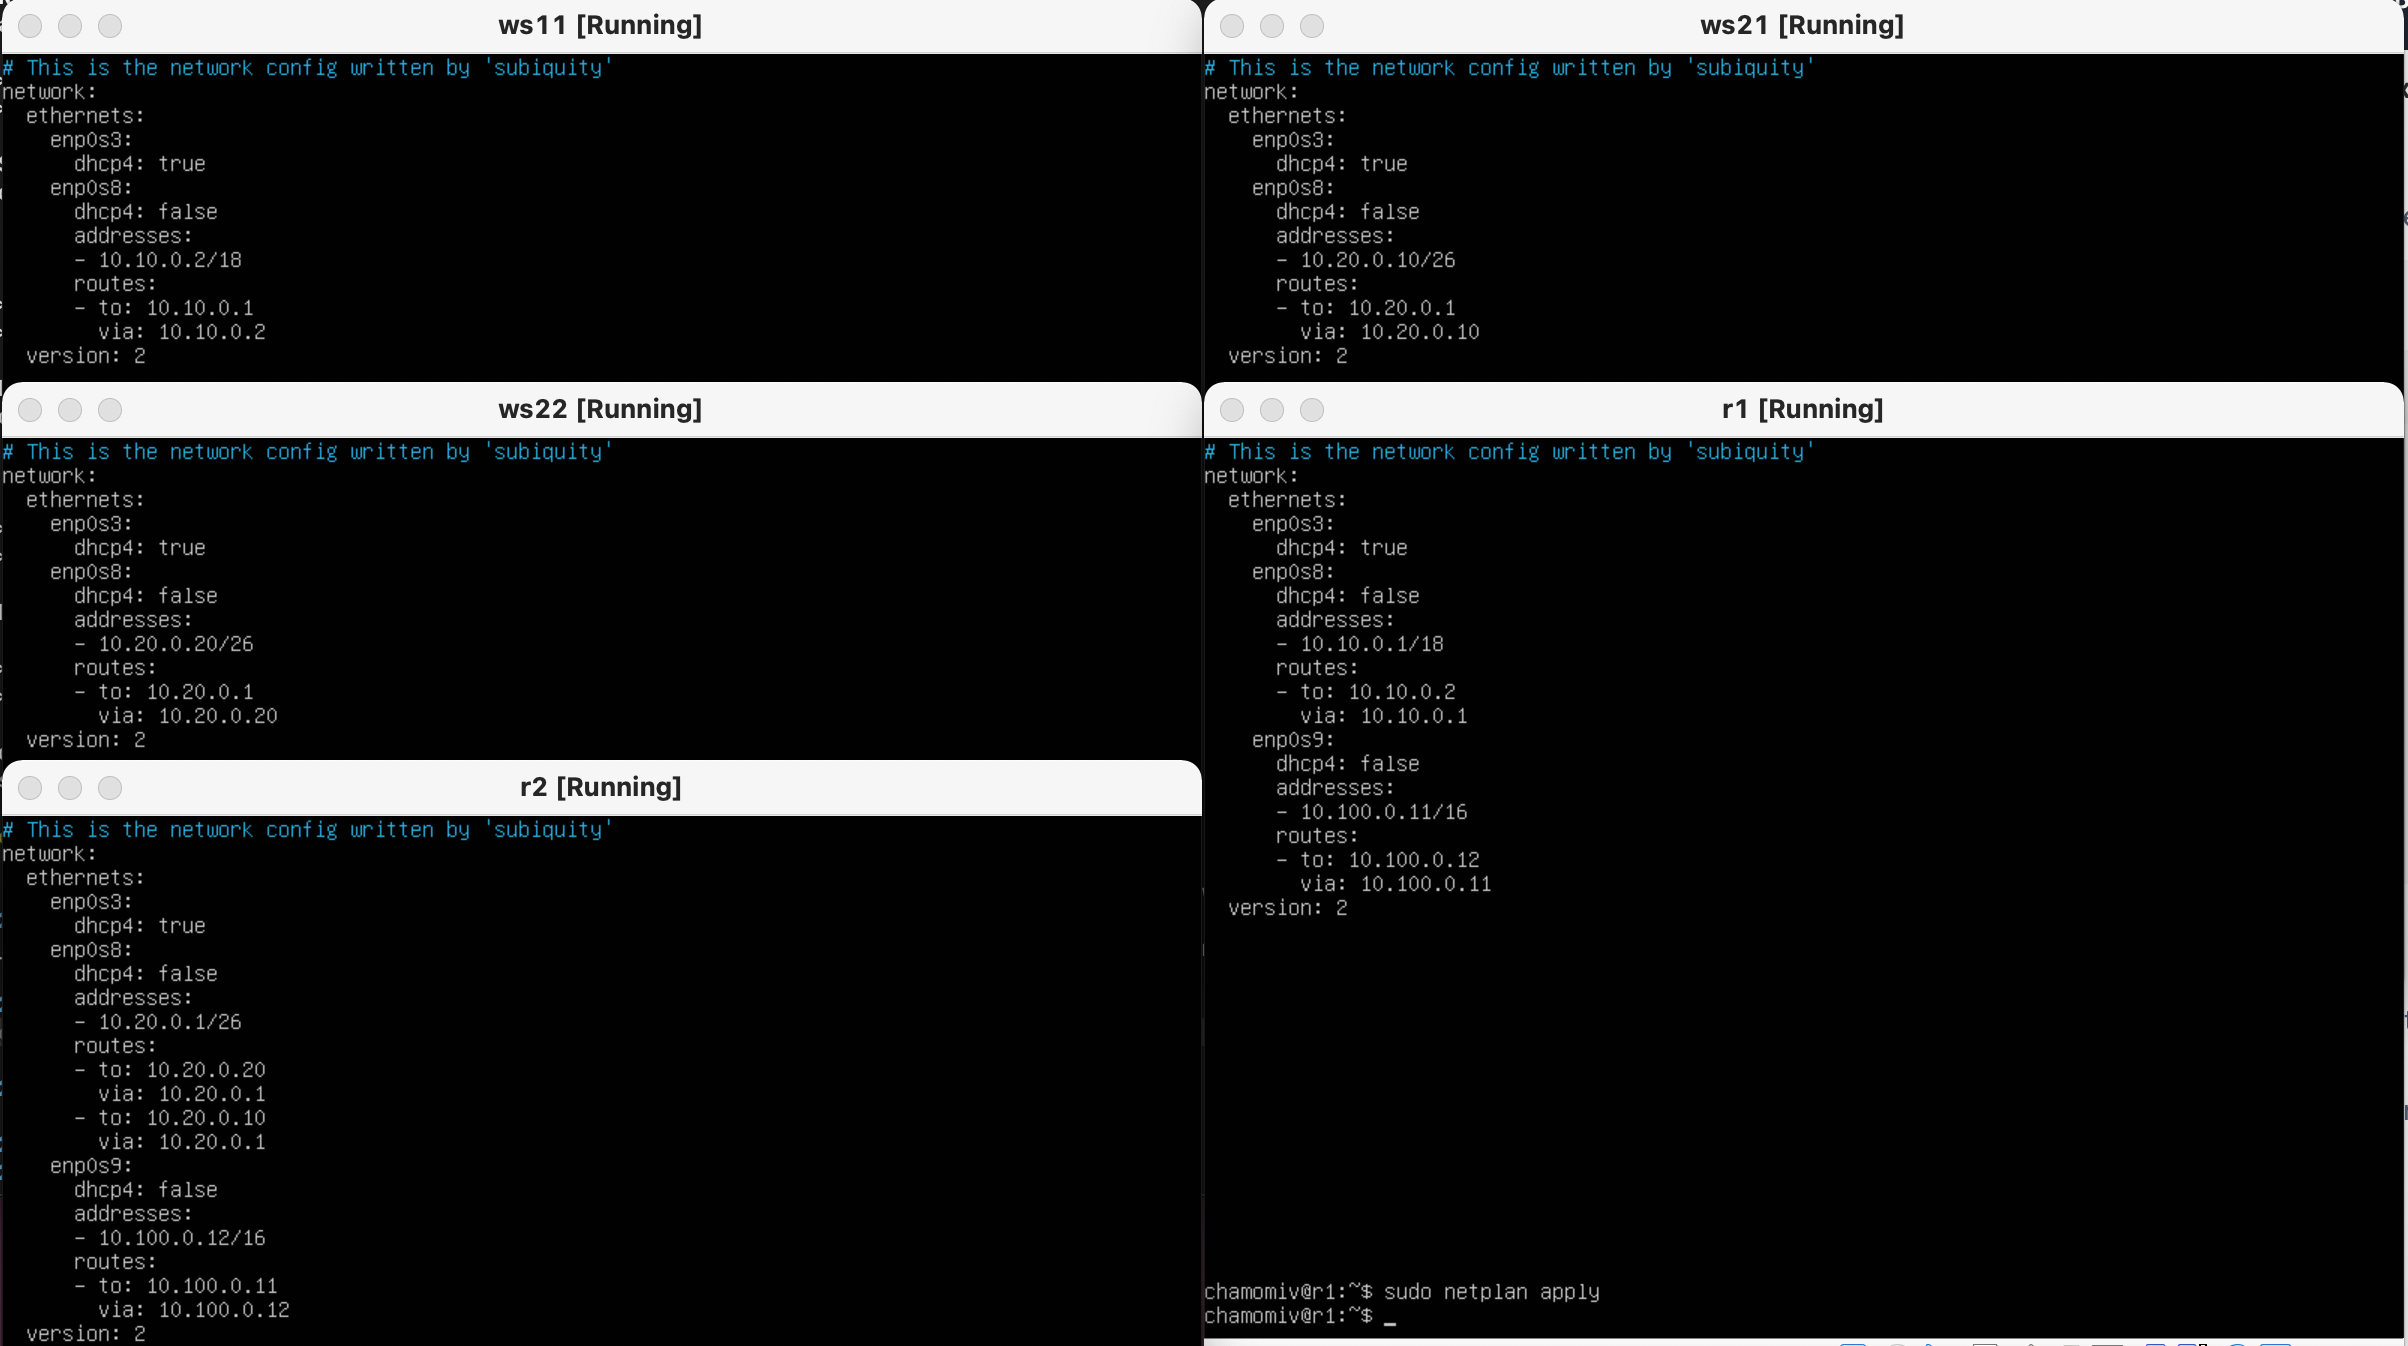 ws11 [Running]
# This is the network config written by 'subiquity'
network:
  ethernets:
    enp0s3:
      dhcp4: true
    enp0s8:
      dhcp4: false
      addresses:
      - 10.10.0.2/18
      routes:
      - to: 10.10.0.1
        via: 10.10.0.2
  version: 2
ws21 [Running]
# This is the network config written by 'subiquity'
network:
  ethernets:
    enp0s3:
      dhcp4: true
    enp0s8:
      dhcp4: false
      addresses:
      - 10.20.0.10/26
      routes:
      - to: 10.20.0.1
        via: 10.20.0.10
  version: 2
ws22 [Running]
# This is the network config written by 'subiquity'
network:
  ethernets:
    enp0s3:
      dhcp4: true
    enp0s8:
      dhcp4: false
      addresses:
      - 10.20.0.20/26
      routes:
      - to: 10.20.0.1
        via: 10.20.0.20
  version: 2
r1 [Running]
# This is the network config written by 'subiquity'
network:
  ethernets:
    enp0s3:
      dhcp4: true
    enp0s8:
      dhcp4: false
      addresses:
      - 10.10.0.1/18
      routes:
      - to: 10.10.0.2
        via: 10.10.0.1
    enp0s9:
      dhcp4: false
      addresses:
      - 10.100.0.11/16
      routes:
      - to: 10.100.0.12
        via: 10.100.0.11
  version: 2
chamomiv@r1:~$ sudo netplan apply
chamomiv@r1:~$ _
r2 [Running]
# This is the network config written by 'subiquity'
network:
  ethernets:
    enp0s3:
      dhcp4: true
    enp0s8:
      dhcp4: false
      addresses:
      - 10.20.0.1/26
      routes:
      - to: 10.20.0.20
        via: 10.20.0.1
      - to: 10.20.0.10
        via: 10.20.0.1
    enp0s9:
      dhcp4: false
      addresses:
      - 10.100.0.12/16
      routes:
      - to: 10.100.0.11
        via: 10.100.0.12
  version: 2